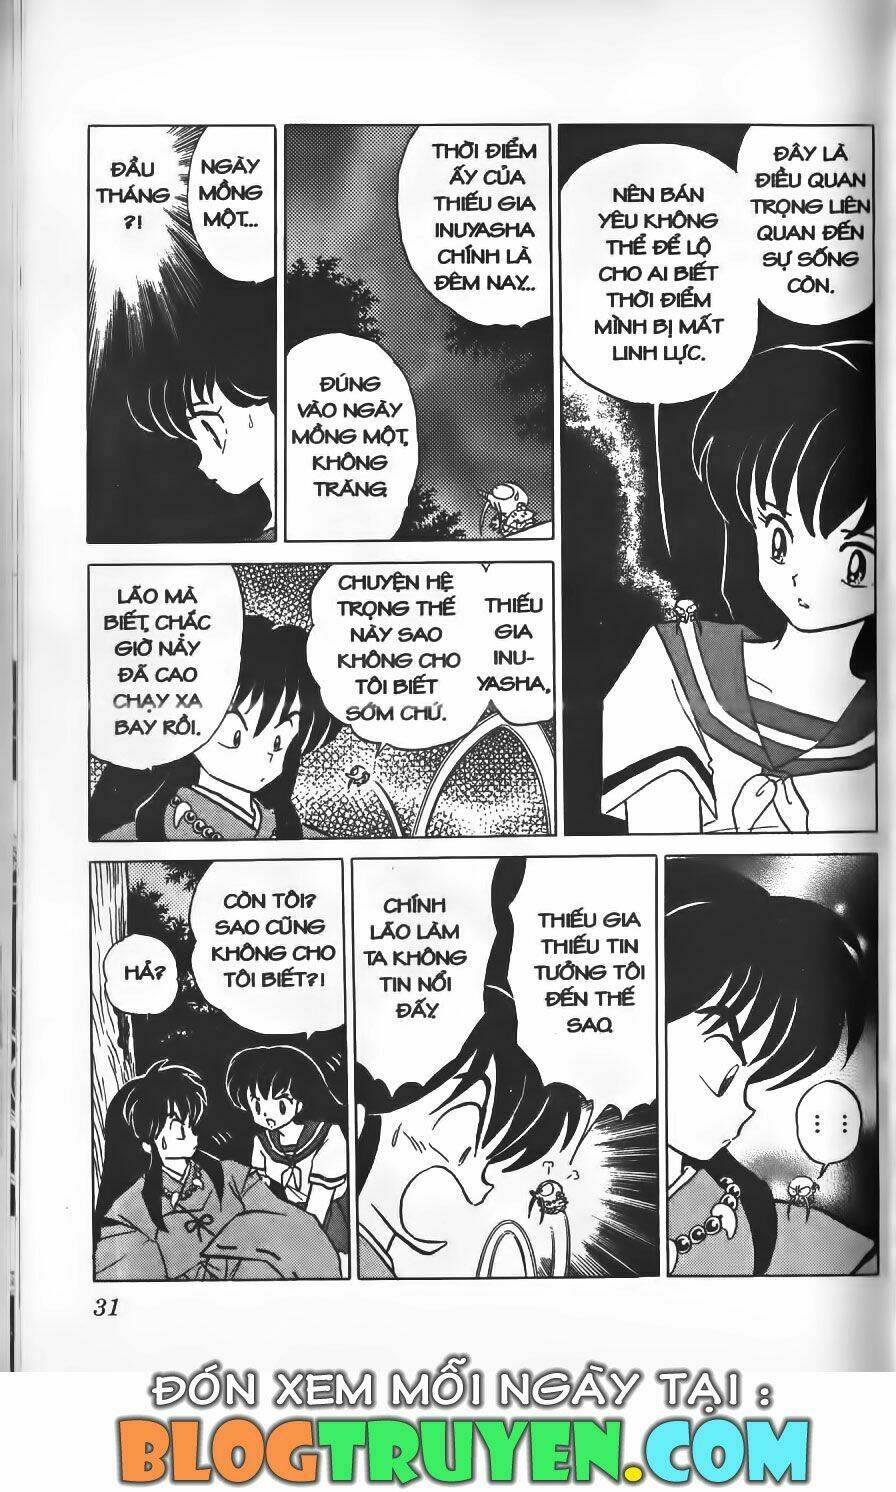 ĐÂY LÀ
ĐIỀU QUAN
TRỌNG LIÊN
QUAN ĐẾN
SỰ SỐNG
CÒN.
NÊN BÁN
YÊU KHÔNG
THỂ ĐỂ LỘ
CHO AI BIẾT
THỜI ĐIỂM
MÌNH BỊ MẤT
LINH LỰC.
THỜI ĐIỂM
ẤY CỦA
THIẾU GIA
INUYASHA
CHÍNH LÀ
ĐÊM NAY...
ĐÚNG
VÀO NGÀY
MỒNG MỘT,
KHÔNG
TRĂNG.
NGÀY
MỒNG
MỘT...
ĐẦU
THÁNG
?!
THIẾU
GIA
INU-
YASHA,
CHUYỆN HỆ
TRỌNG THẾ
NÀY SAO
KHÔNG CHO
TÔI BIẾT
SỚM CHỨ.
LÃO MÀ
BIẾT, CHẮC
GIỜ NẢY
ĐÃ CAO
CHẠY XA
BAY RỒI.
...
...
THIẾU GIA
THIẾU TIN
TƯỞNG TÔI
ĐẾN THẾ
SAO.
CHÍNH
LÃO LÀM
TA KHÔNG
TIN NỔI
ĐẤY.
CÒN TÔI?
SAO CŨNG
KHÔNG CHO
TÔI BIẾT?!
HẢ?
31
ĐÓN XEM MỖI NGÀY TẠI :
BLOGTRUYEN.COM